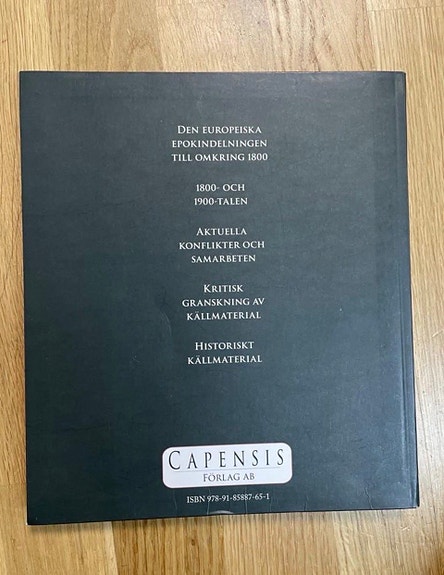 Den europeiska
epokindelningen
till omkring 1800
1800- och
1900-talen
Aktuella
konflikter och
samarbeten
Kritisk
granskning av
källmaterial
Historiskt
källmaterial
Capensis
Förlag AB
ISBN 978-91-85887-65-1